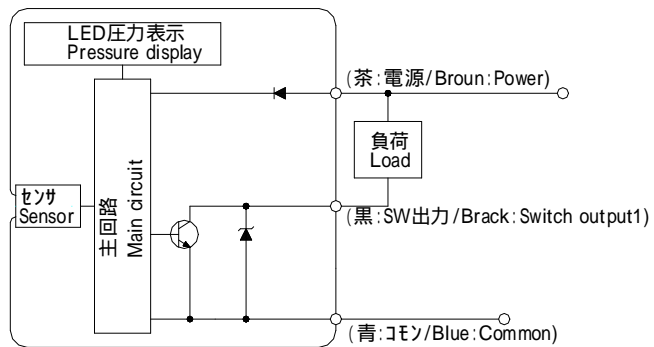 LED圧力表示
Pressure display
(茶:電源/Broun:Power)
負荷
Load
ｾﾝｻ
Sensor
主回路
Main circuit
(黒:SW出力/Brack:Switch output1)
(青:ｺﾓﾝ/Blue:Common)